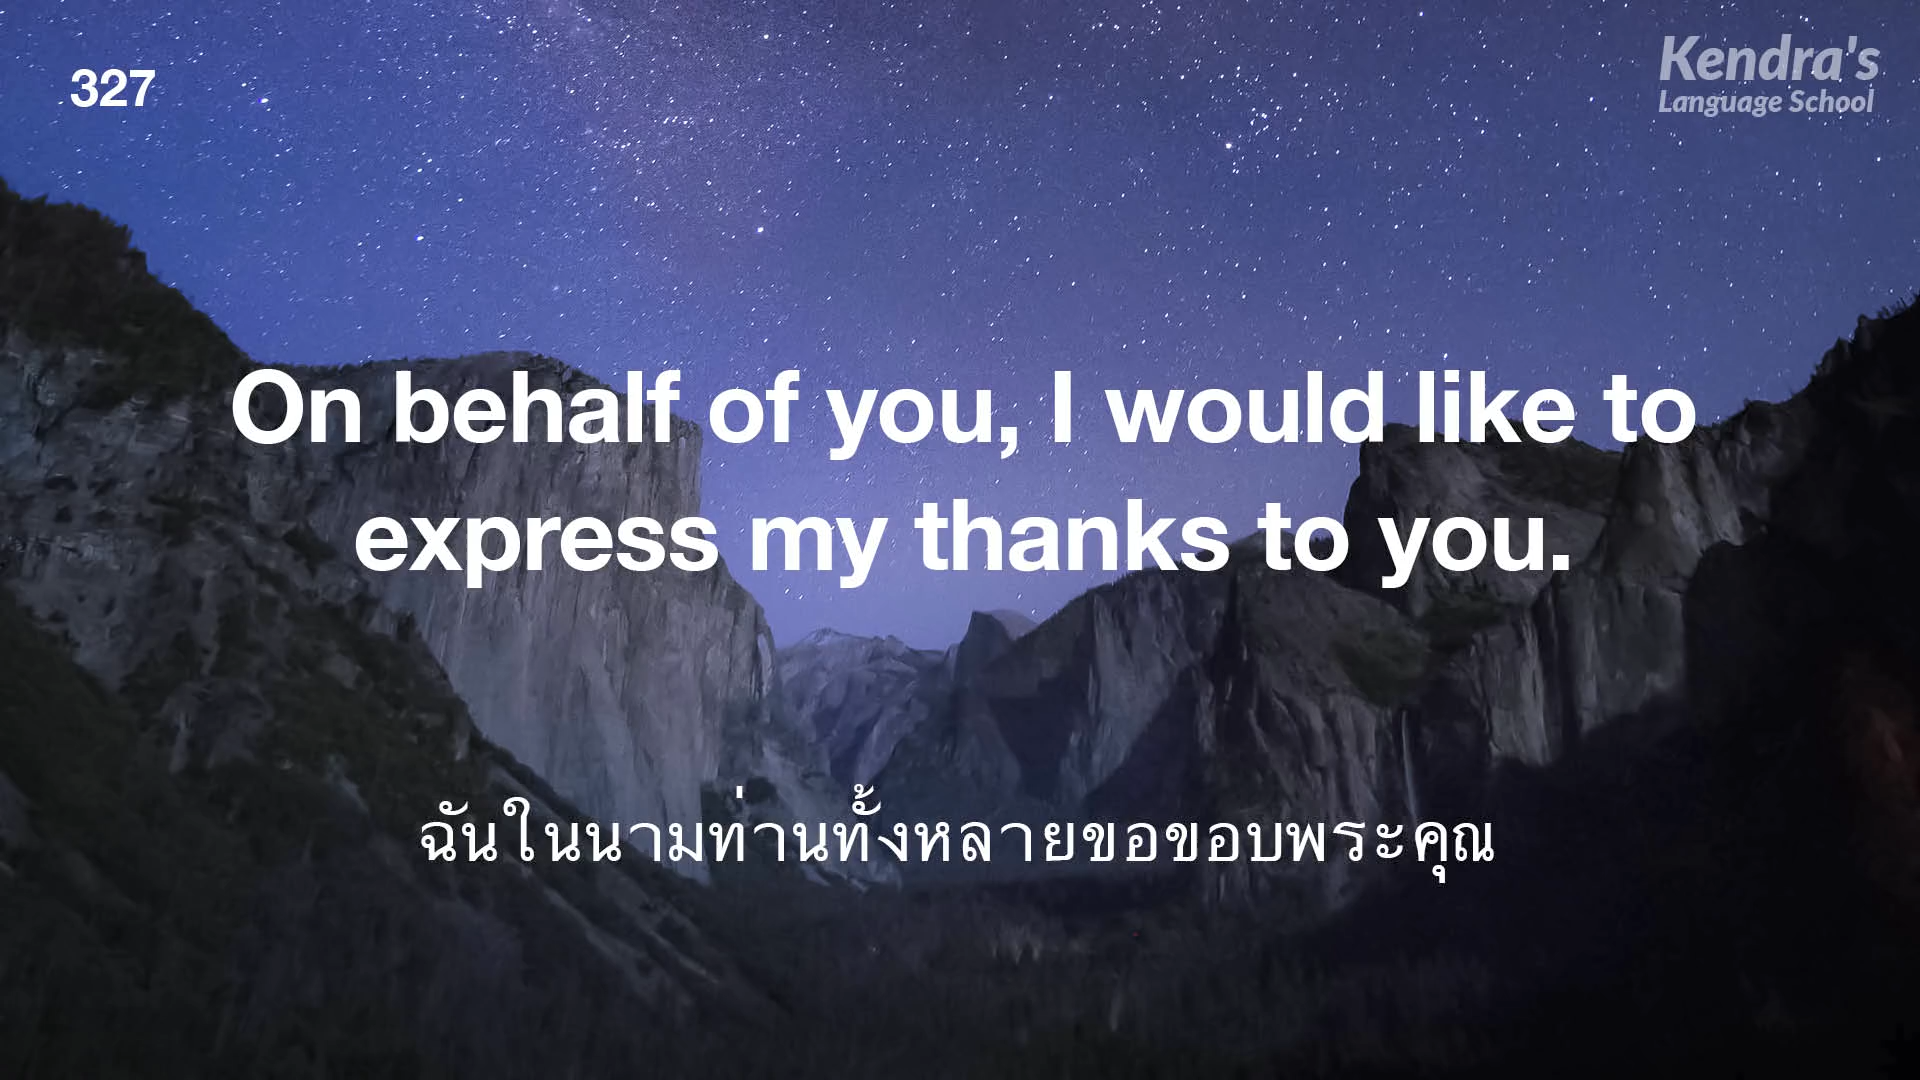 327
Kendra's
Language School
On behalf of you, I would like to
express my thanks to you.
ฉันในนามท่านทั้งหลายขอขอบพระคุณ